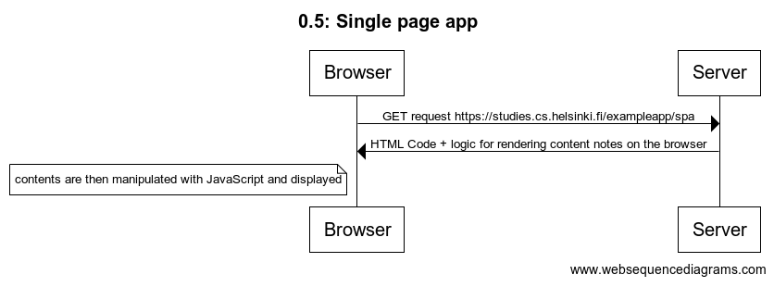 0.5: Single page app
Browser
Server
GET request https://studies.cs.helsinki.fi/exampleapp/spa
HTML Code + logic for rendering content notes on the browser
contents are then manipulated with JavaScript and displayed
Browser
Server
www.websequencediagrams.com